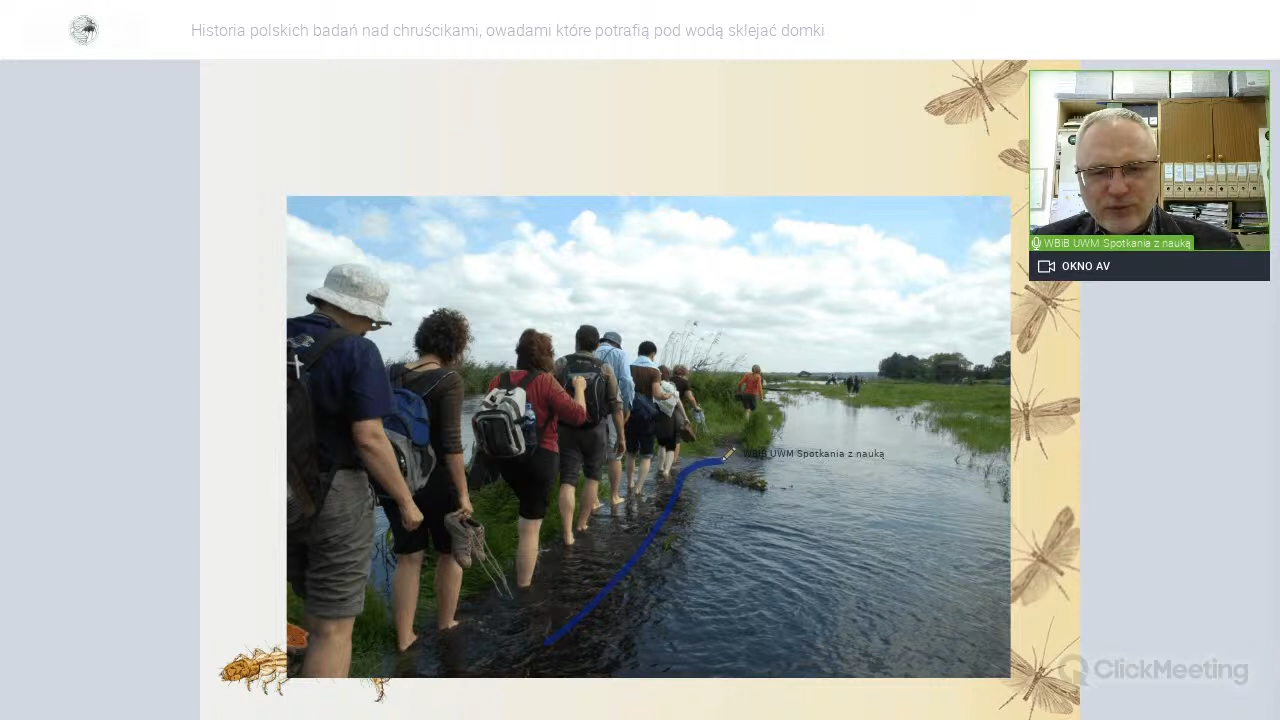 Historia polskich badań nad chruścikami, owadami które potrafią pod wodą sklejać domki
WBiB UWM Spotkania z nauką
OKNO AV
WBiB UWM Spotkania z nauką
ClickMeeting